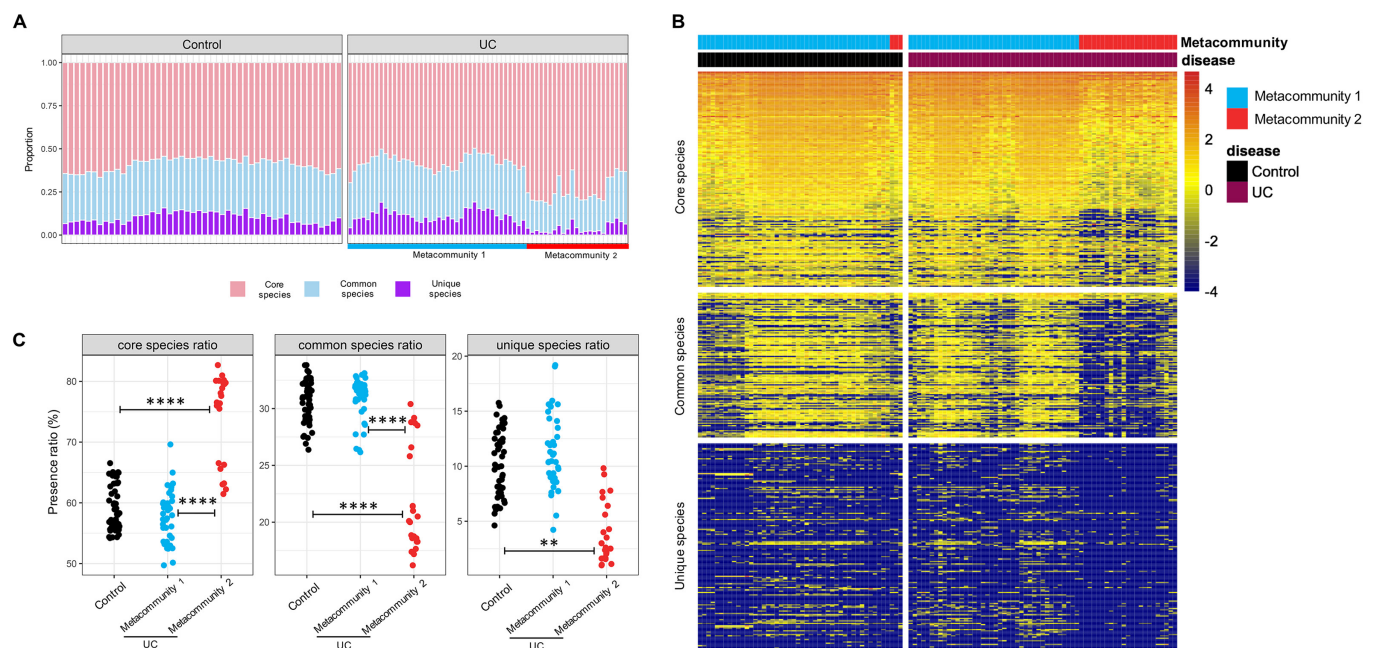 A
Control
UC
1.00
0.75
0.50
0.25
0.00
Proportion
Metacommunity 1
Metacommunity 2
Core species
Common species
Unique species
B
Metacommunity
disease
Core species
Common species
Unique species
4
2
0
-2
-4
Metacommunity 1
Metacommunity 2
disease
Control
UC
C
core species ratio
common species ratio
unique species ratio
Presence ratio (%)
80
70
60
50
****
****
30
25
20
****
****
20
15
10
5
**
Control
Metacommunity 1
Metacommunity 2
UC
Control
Metacommunity 1
Metacommunity 2
UC
Control
Metacommunity 1
Metacommunity 2
UC